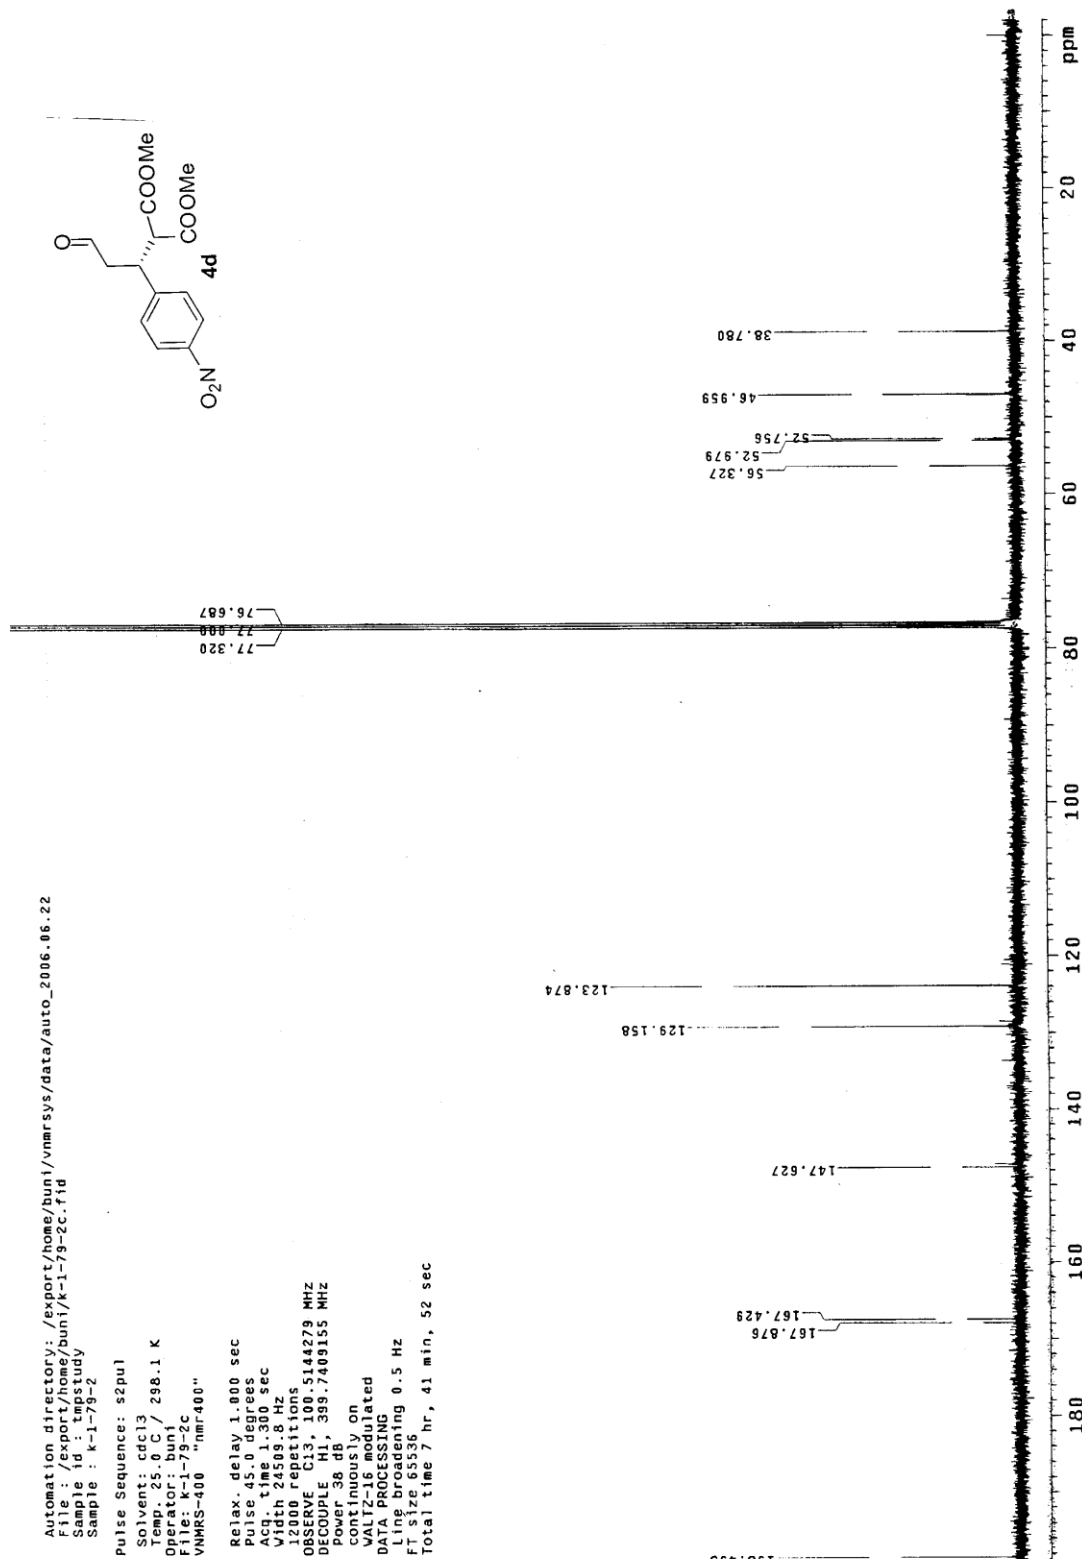 Automation directory: /export/home/buni/vnmrsys/data/auto_2006.06.22
File : /export/home/buni/k-1-79-2c.fid
Sample id : tmpstudy
Sample : k-1-79-2
Pulse Sequence: s2pul
Solvent: cdcl3
Temp. 25.0 C / 298.1 K
Operator: buni
File: k-1-79-2c
VNMRS-400 "nmr400"
Relax. delay 1.000 sec
Pulse 45.0 degrees
Acq. time 1.300 sec
Width 24509.8 Hz
12000 repetitions
OBSERVE C13, 100.5144279 MHz
DECOUPLE H1, 399.7409155 MHz
Power 38 dB
continuously on
WALTZ-16 modulated
DATA PROCESSING
Line broadening 0.5 Hz
FT size 65536
Total time 7 hr, 41 min, 52 sec
O
COOMe
COOMe
4d
O2N
167.876
167.429
147.627
129.158
123.874
77.320
77.000
76.687
56.327
52.979
52.756
46.959
38.780
180 160 140 120 100 80 60 40 20 ppm